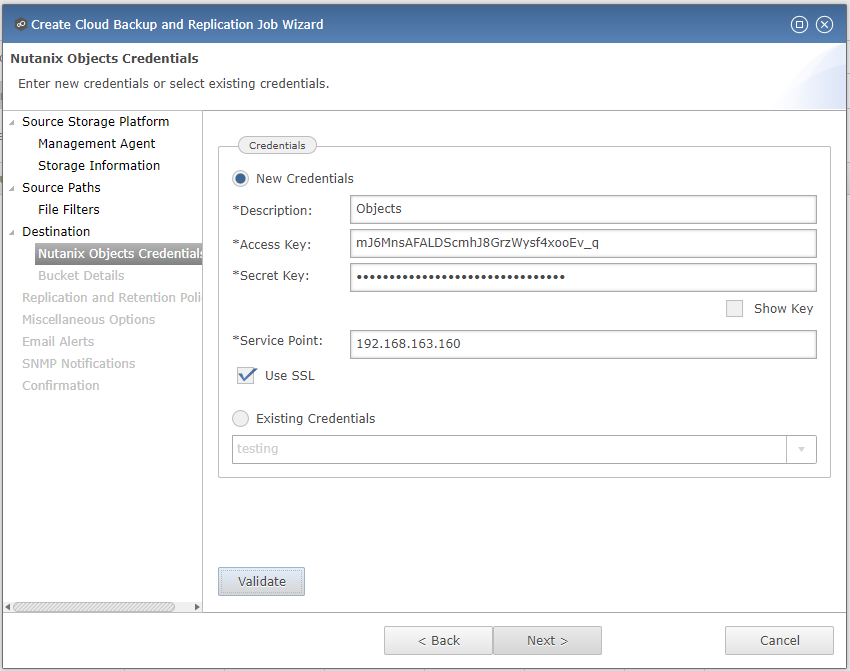 Create Cloud Backup and Replication Job Wizard
Nutanix Objects Credentials
Enter new credentials or select existing credentials.
Source Storage Platform
Management Agent
Storage Information
Source Paths
File Filters
Destination
Nutanix Objects Credentials
Bucket Details
Replication and Retention Poli
Miscellaneous Options
Email Alerts
SNMP Notifications
Confirmation
Credentials
New Credentials
*Description: Objects
*Access Key: mJ6MnsAFALDScmhJ8GrzWysf4xooEv_q
*Secret Key: ••••••••••••••••••••••••••••••••
Show Key
*Service Point: 192.168.163.160
Use SSL
Existing Credentials
testing
Validate
< Back Next > Cancel